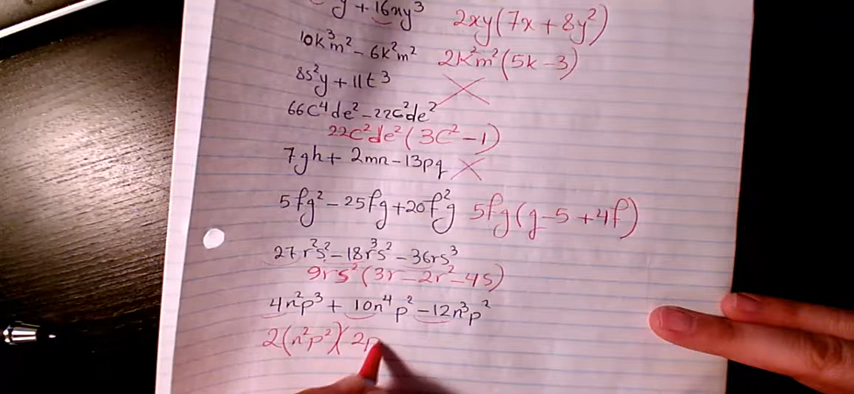 y + 16xy³ 2xy(7x + 8y²)
10k³m² - 6k²m² 2k²m²(5k - 3)
8s²y + 11t³
66c⁴de² - 22c²de²
22c²de²(3c² - 1)
7gh + 2mn - 13pq
5fg² - 25fg + 20f²g 5fg(g - 5 + 4f)
27r²s² - 18r³s² - 36rs³
9rs²(3r - 2r² - 4s)
4n²p³ + 10n⁴p² - 12n³p²
2(n²p²)(2p